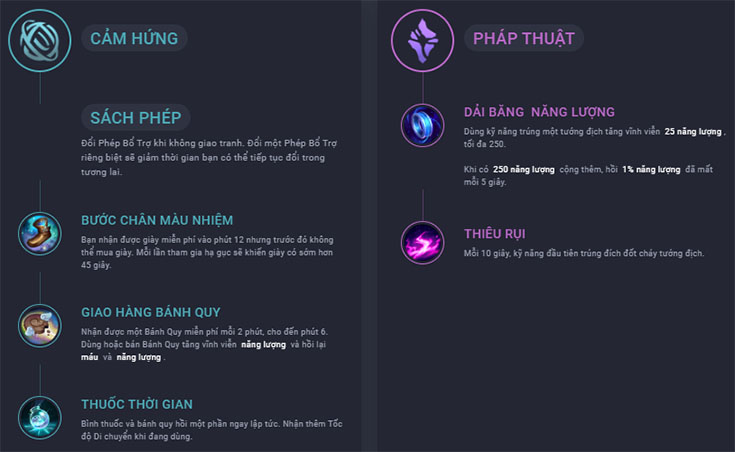 CẢM HỨNG
SÁCH PHÉP
Đổi Phép Bổ Trợ khi không giao tranh. Đổi một Phép Bổ Trợ
riêng biệt sẽ giảm thời gian bạn có thể tiếp tục đổi trong
tương lai.
BƯỚC CHÂN MÀU NHIỆM
Bạn nhận được giày miễn phí vào phút 12 nhưng trước đó không
thể mua giày. Mỗi lần tham gia hạ gục sẽ khiến giày có sớm hơn
45 giây.
GIAO HÀNG BÁNH QUY
Nhận được một Bánh Quy miễn phí mỗi 2 phút, cho đến phút 6.
Dùng hoặc bán Bánh Quy tăng vĩnh viễn năng lượng và hồi lại
máu và năng lượng .
THUỐC THỜI GIAN
Bình thuốc và bánh quy hồi một phần ngay lập tức. Nhận thêm Tốc
độ Di chuyển khi đang dùng.
PHÁP THUẬT
DẢI BĂNG NĂNG LƯỢNG
Dùng kỹ năng trúng một tướng địch tăng vĩnh viễn 25 năng lượng ,
tối đa 250.
Khi có 250 năng lượng cộng thêm, hồi 1% năng lượng đã mất
mỗi 5 giây.
THIÊU RỤI
Mỗi 10 giây, kỹ năng đầu tiên trúng đích đốt cháy tướng địch.